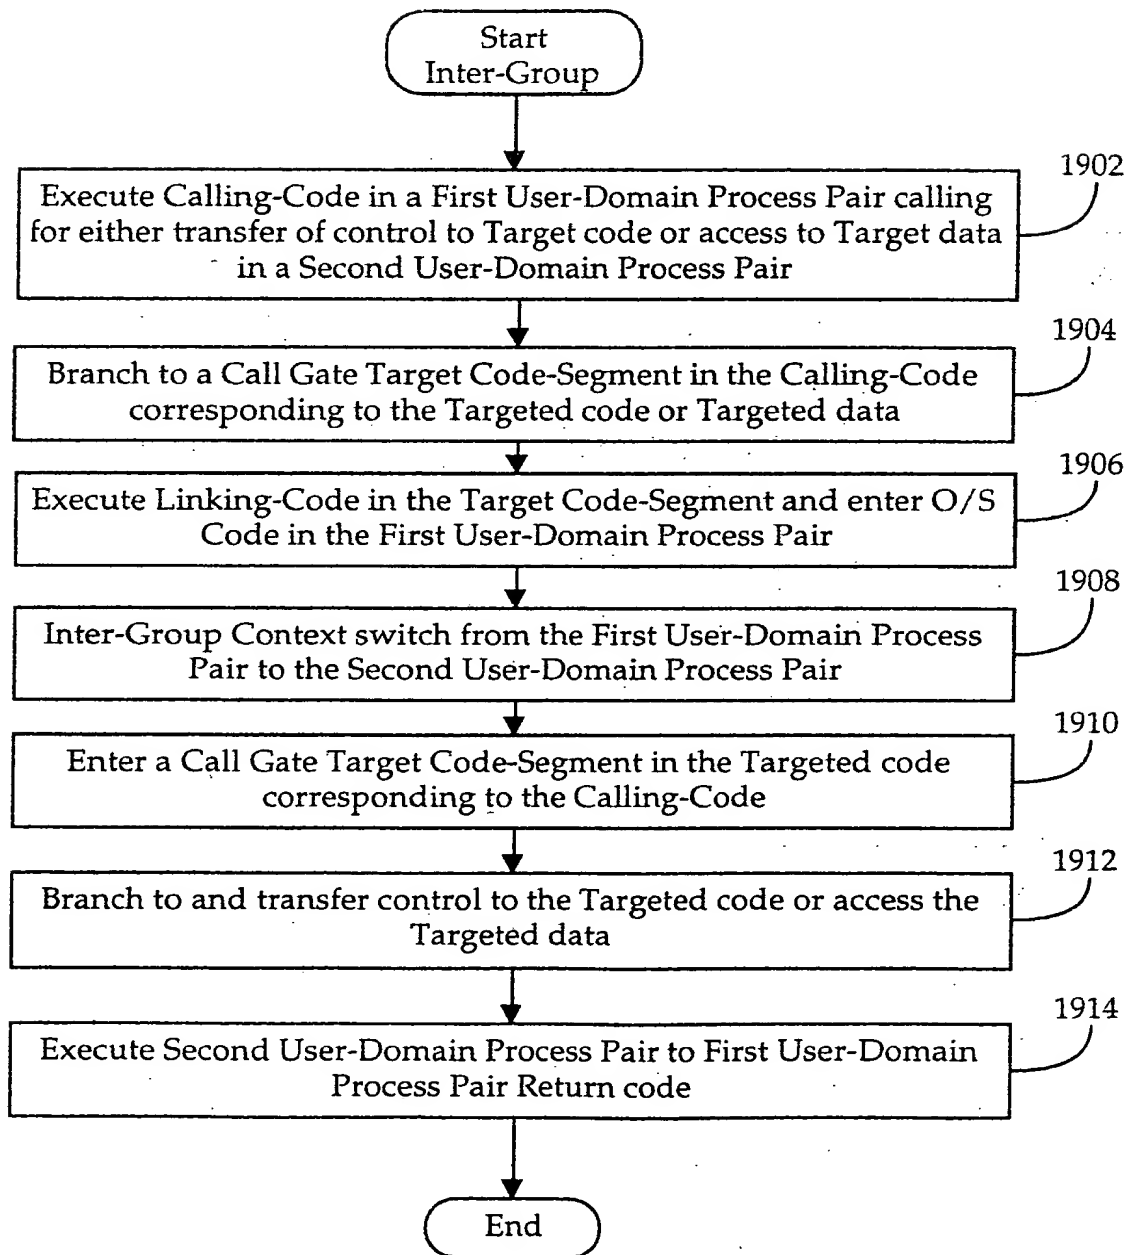 Start
Inter-Group
1902
Execute Calling-Code in a First User-Domain Process Pair calling
for either transfer of control to Target code or access to Target data
in a Second User-Domain Process Pair
1904
Branch to a Call Gate Target Code-Segment in the Calling-Code
corresponding to the Targeted code or Targeted data
1906
Execute Linking-Code in the Target Code-Segment and enter O/S
Code in the First User-Domain Process Pair
1908
Inter-Group Context switch from the First User-Domain Process
Pair to the Second User-Domain Process Pair
1910
Enter a Call Gate Target Code-Segment in the Targeted code
corresponding to the Calling-Code
1912
Branch to and transfer control to the Targeted code or access the
Targeted data
1914
Execute Second User-Domain Process Pair to First User-Domain
Process Pair Return code
End